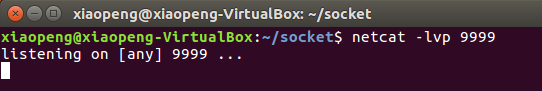 xiaopeng@xiaopeng-VirtualBox: ~/socket
xiaopeng@xiaopeng-VirtualBox:~/socket$ netcat -lvp 9999
listening on [any] 9999 ...